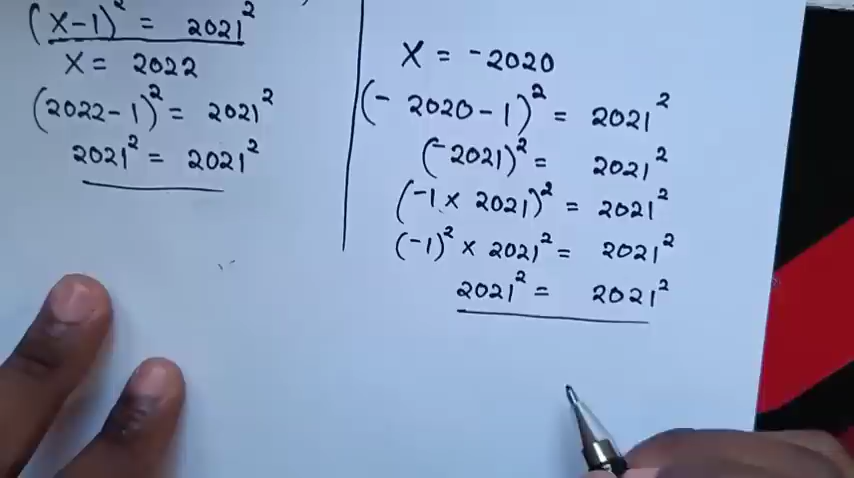 (x-1)² = 2021²
x = 2022
(2022-1)² = 2021²
2021² = 2021²
x = -2020
(-2020-1)² = 2021²
(-2021)² = 2021²
(-1 x 2021)² = 2021²
(-1)² x 2021² = 2021²
2021² = 2021²